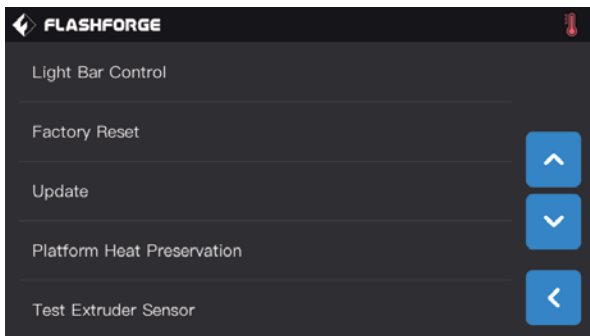 FLASHFORGE
Light Bar Control
Factory Reset
Update
Platform Heat Preservation
Test Extruder Sensor